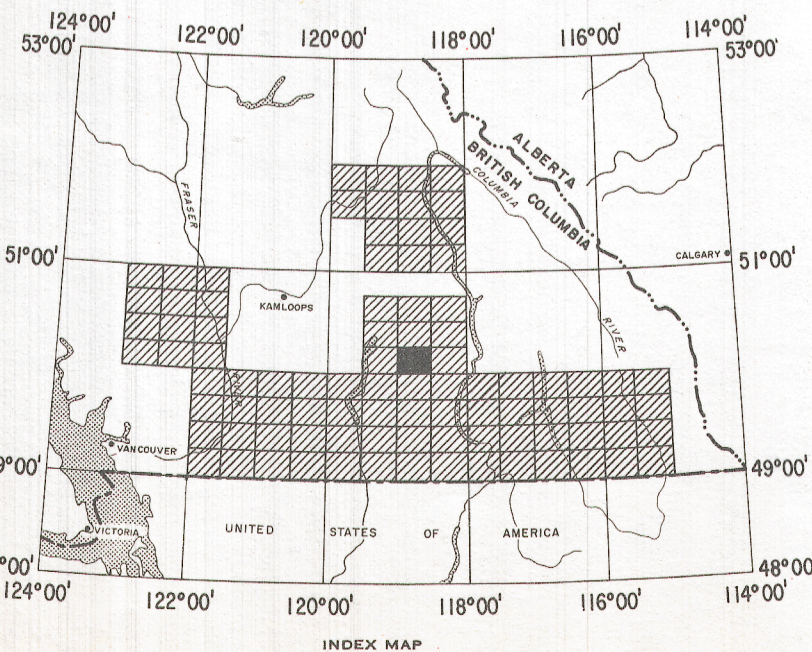 124°00' 122°00' 120°00' 118°00' 116°00' 114°00'
53°00' 53°00'
ALBERTA
BRITISH COLUMBIA
COLUMBIA
FRASER
51°00' CALGARY 51°00'
KAMLOOPS
RIVER
RIVER
VANCOUVER
9°00' 49°00'
VICTORIA UNITED STATES OF AMERICA
°00' 48°00'
124°00' 122°00' 120°00' 118°00' 116°00' 114°00'
INDEX MAP